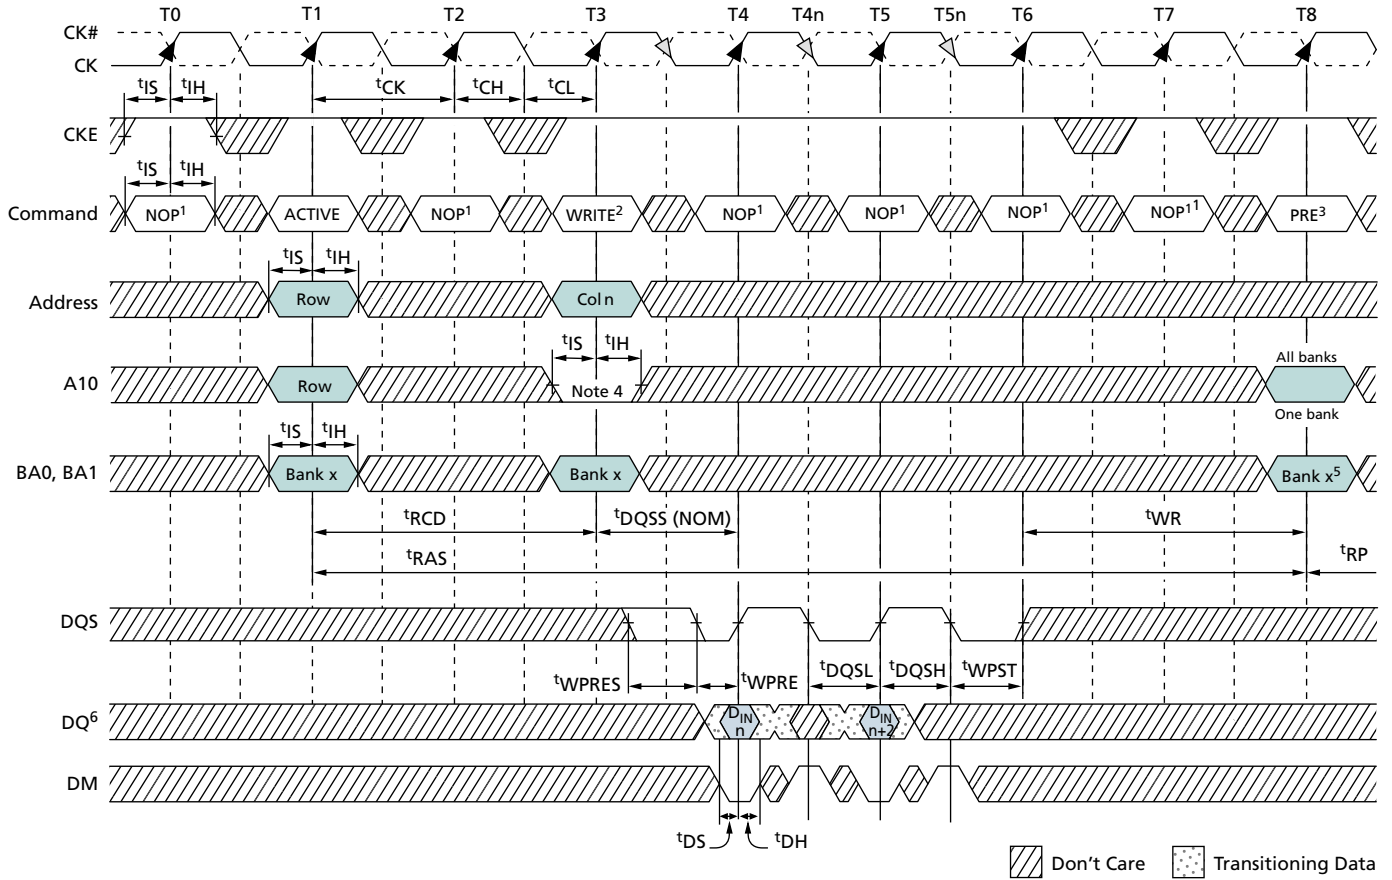 T0 T1 T2 T3 T4 T4n T5 T5n T6 T7 T8
CK#
CK
tIS tIH tCK tCH tCL
CKE
tIS tIH
Command NOP1 ACTIVE NOP1 WRITE2 NOP1 NOP1 NOP1 NOP1 1 PRE3
tIS tIH
Address Row Col n
tIS tIH
All banks
A10 Row Note 4
One bank
tIS tIH
BA0, BA1 Bank x Bank x Bank x5
tRCD tDQSS (NOM) tWR
tRAS tRP
DQS
tWPRES tWPRE tDQSL tDQSH tWPST
DQ6 DIN n DIN n+2
DM
tDS tDH
Don't Care Transitioning Data